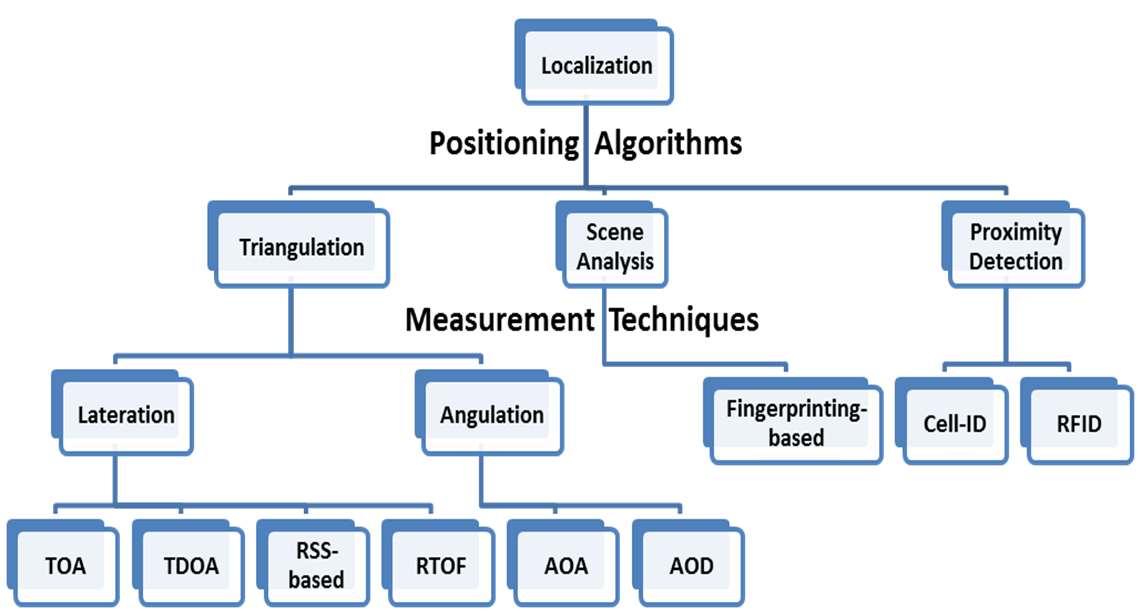 Localization
Positioning Algorithms
Triangulation
Scene
Analysis
Proximity
Detection
Measurement Techniques
Lateration
Angulation
Fingerprinting-
based
Cell-ID
RFID
TOA
TDOA
RSS-
based
RTOF
AOA
AOD